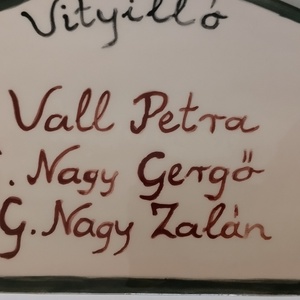 Vityilló
Vall Petra
. Nagy Gergő
G. Nagy Zalán